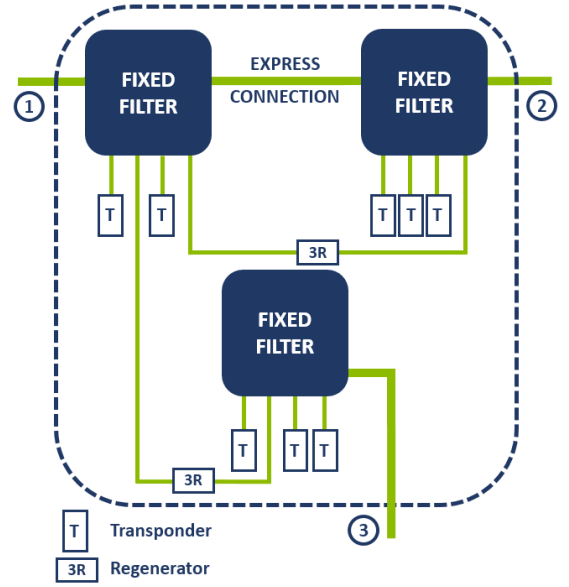 EXPRESS
CONNECTION
FIXED
FILTER
FIXED
FILTER
1
2
T
T
T
T
T
3R
FIXED
FILTER
T
T
T
3R
3
T
Transponder
3R
Regenerator